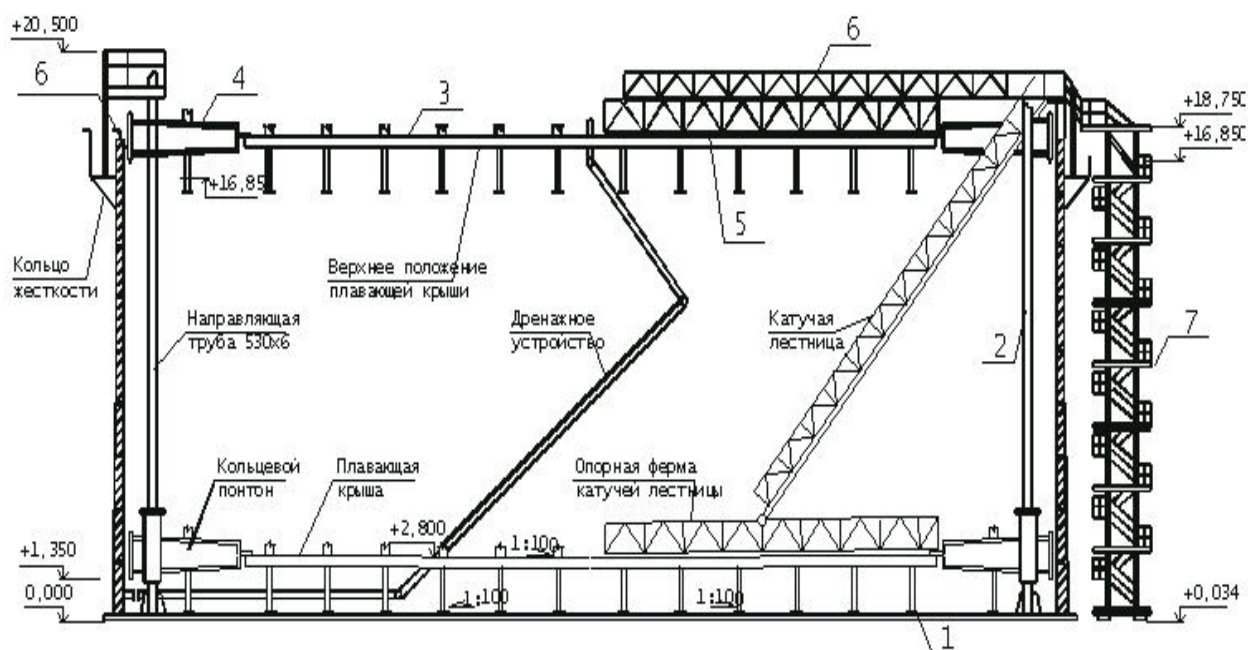 +20,500
6
6
4
3
+18,750
+16,850
+16,85
5
Кольцо
жесткости
Верхнее положение
плавающей крыши
Направляющая
труба 530х6
Дренажное
устройство
Катучая
лестница
2
7
Кольцевой
понтон
Плавающая
крыша
Опорная ферма
катучей лестницы
+2,800
1:100
+1,350
0,000
1:100
1:100
+0,034
1